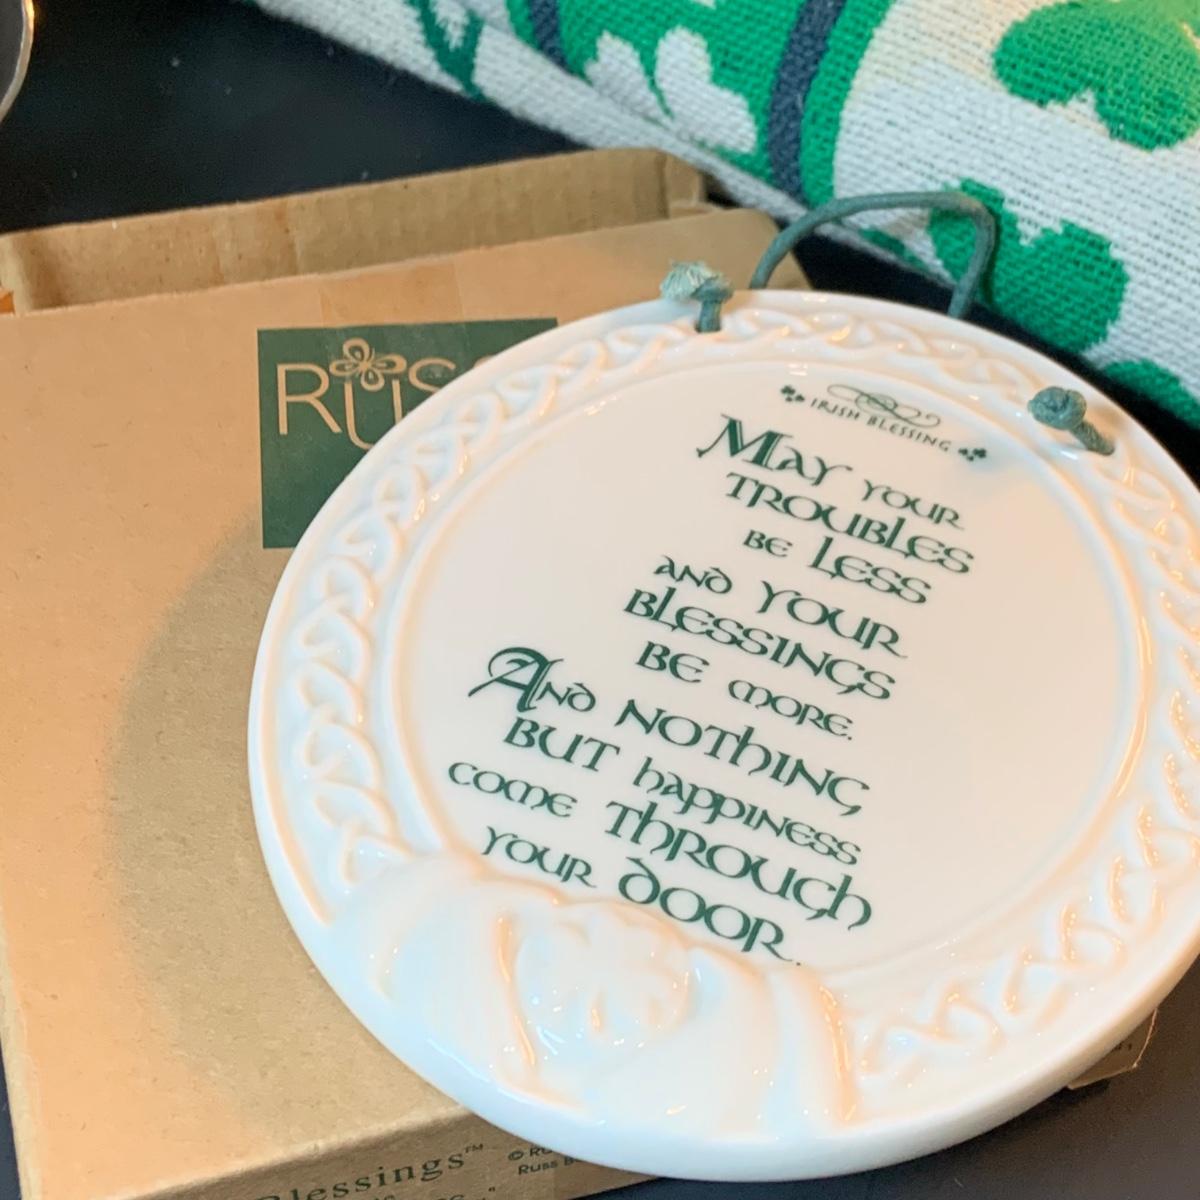 IRISH BLESSING
May your
troubles
be less
and your
blessings
be more.
And nothing
but happiness
come through
your door.
Blessings™